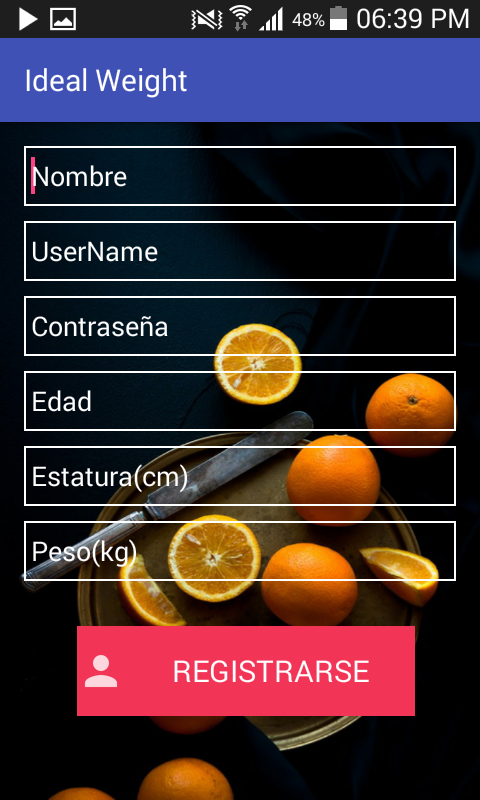 48% 06:39 PM
Ideal Weight
Nombre
UserName
Contraseña
Edad
Estatura(cm)
Peso(kg)
REGISTRARSE